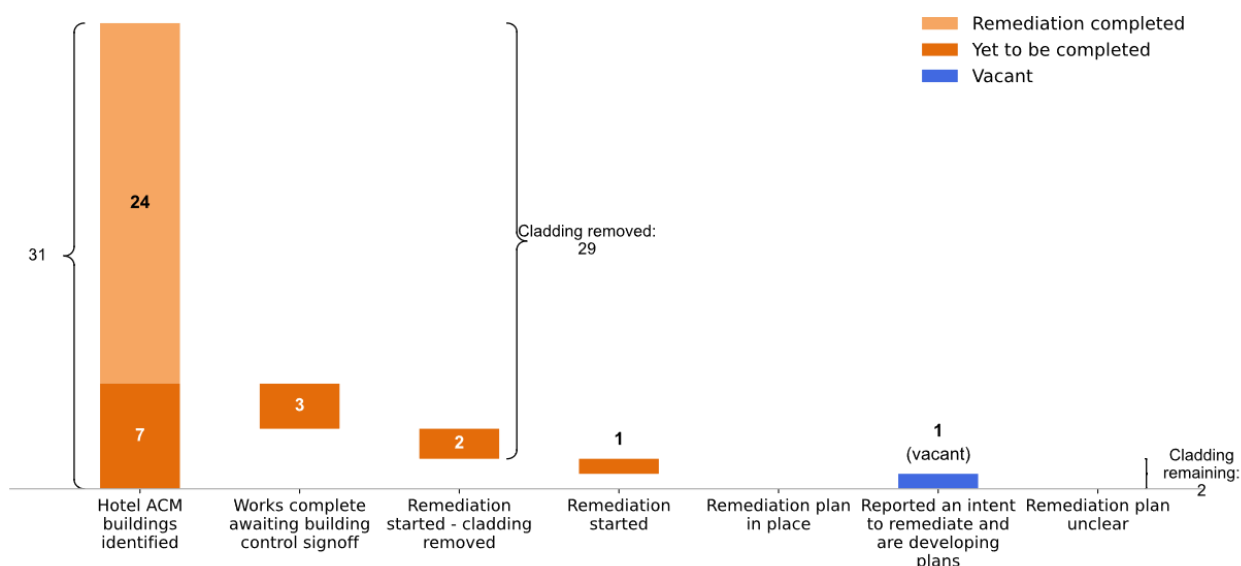 Remediation completed
Yet to be completed
Vacant
24
31
Cladding removed:
29
7
3
2
1
1
(vacant)
Cladding
remaining:
2
Hotel ACM
buildings
identified
Works complete
awaiting building
control signoff
Remediation
started - cladding
removed
Remediation
started
Remediation plan
in place
Reported an intent
to remediate and
are developing
plans
Remediation plan
unclear